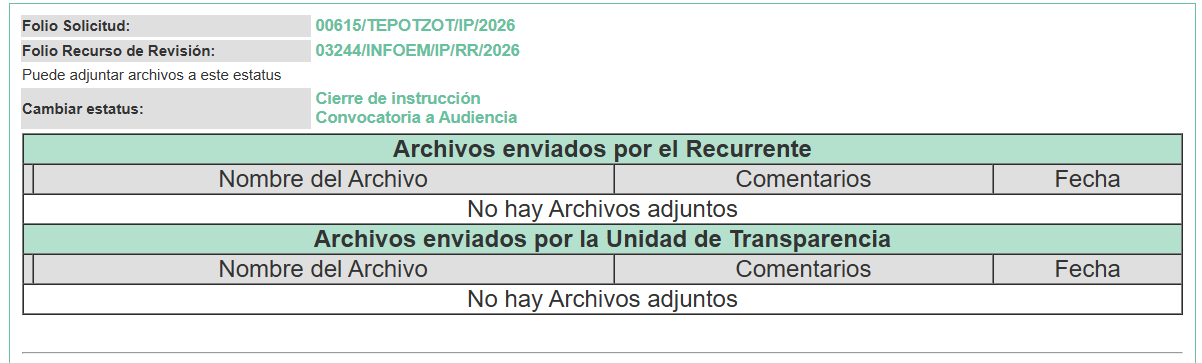 Folio Solicitud: 00615/TEPOTZOT/IP/2026
Folio Recurso de Revisión: 03244/INFOEM/IP/RR/2026
Puede adjuntar archivos a este estatus
Cambiar estatus: Cierre de instrucción
Convocatoria a Audiencia
Archivos enviados por el Recurrente
Nombre del Archivo Comentarios Fecha
No hay Archivos adjuntos
Archivos enviados por la Unidad de Transparencia
Nombre del Archivo Comentarios Fecha
No hay Archivos adjuntos